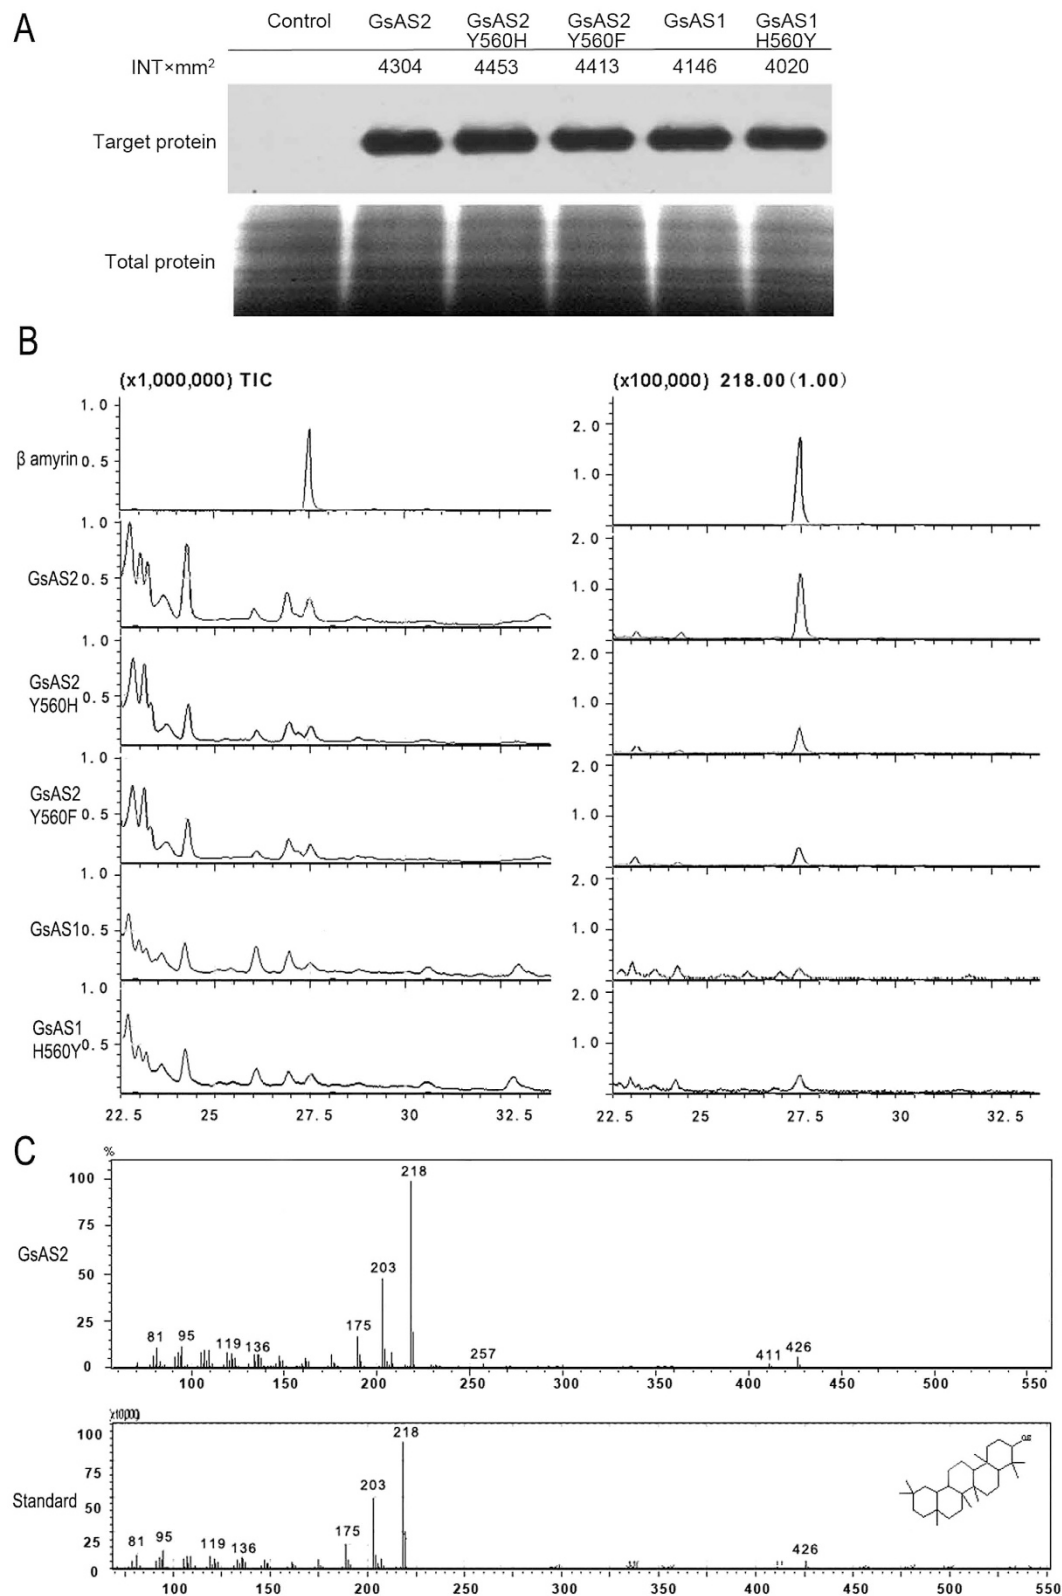 A
Control GsAS2 GsAS2 GsAS2 GsAS1 GsAS1
Y560H Y560F H560Y
INT×mm² 4304 4453 4413 4146 4020
Target protein
Total protein
B
(x1,000,000) TIC (x100,000) 218.00 (1.00)
1.0
2.0
β amyrin 0.5
1.0
1.0 2.0
GsAS2 0.5 1.0
1.0 2.0
GsAS2
Y560H 0.5 1.0
1.0 2.0
GsAS2
Y560F 0.5 1.0
1.0 2.0
GsAS1 0.5 1.0
1.0 2.0
GsAS1
H560Y 0.5 1.0
22.5 25 27.5 30 32.5 22.5 25 27.5 30 32.5
C
%
100 218
75
GsAS2
50 203
25 175
81 95 119 136 257 411 426
0
100 150 200 250 300 350 400 450 500 550
100 218
75
Standard 203
50
25 175
81 95 119 136 426
0
100 150 200 250 300 350 400 450 500 550